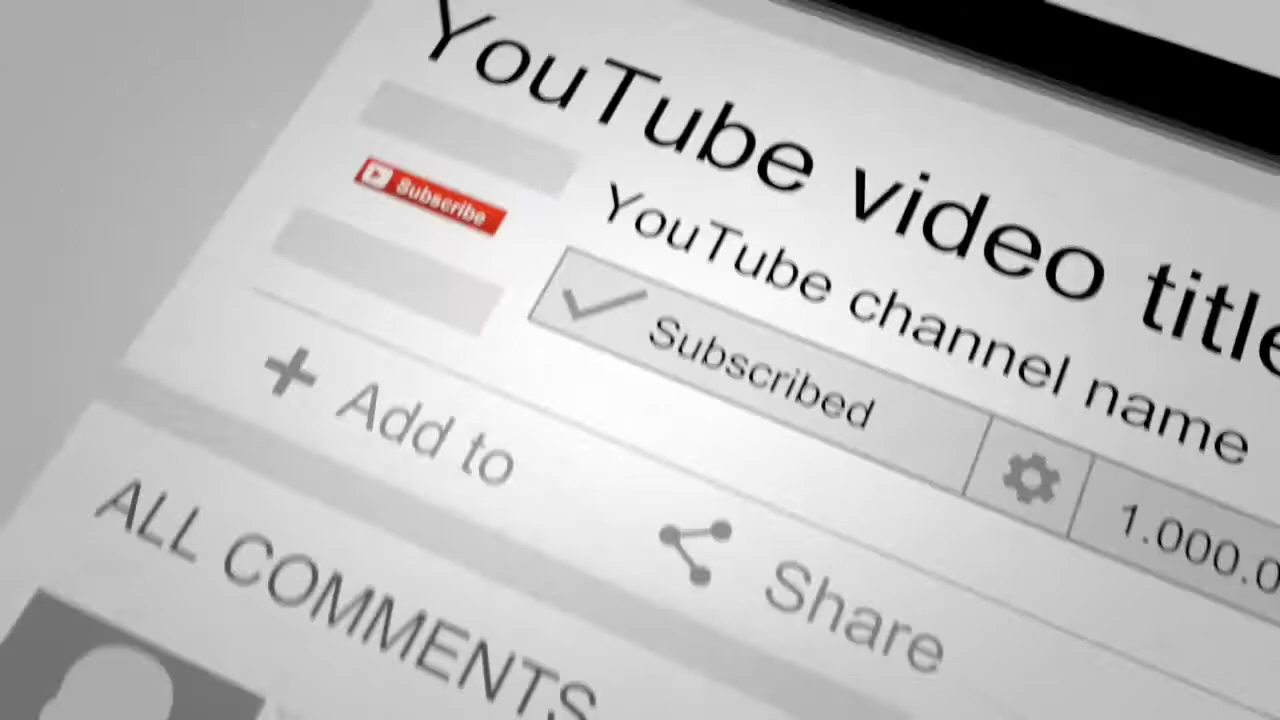 YouTube video title
Subscribe
YouTube channel name
Subscribed
1.000.0
Add to
Share
ALL COMMENTS